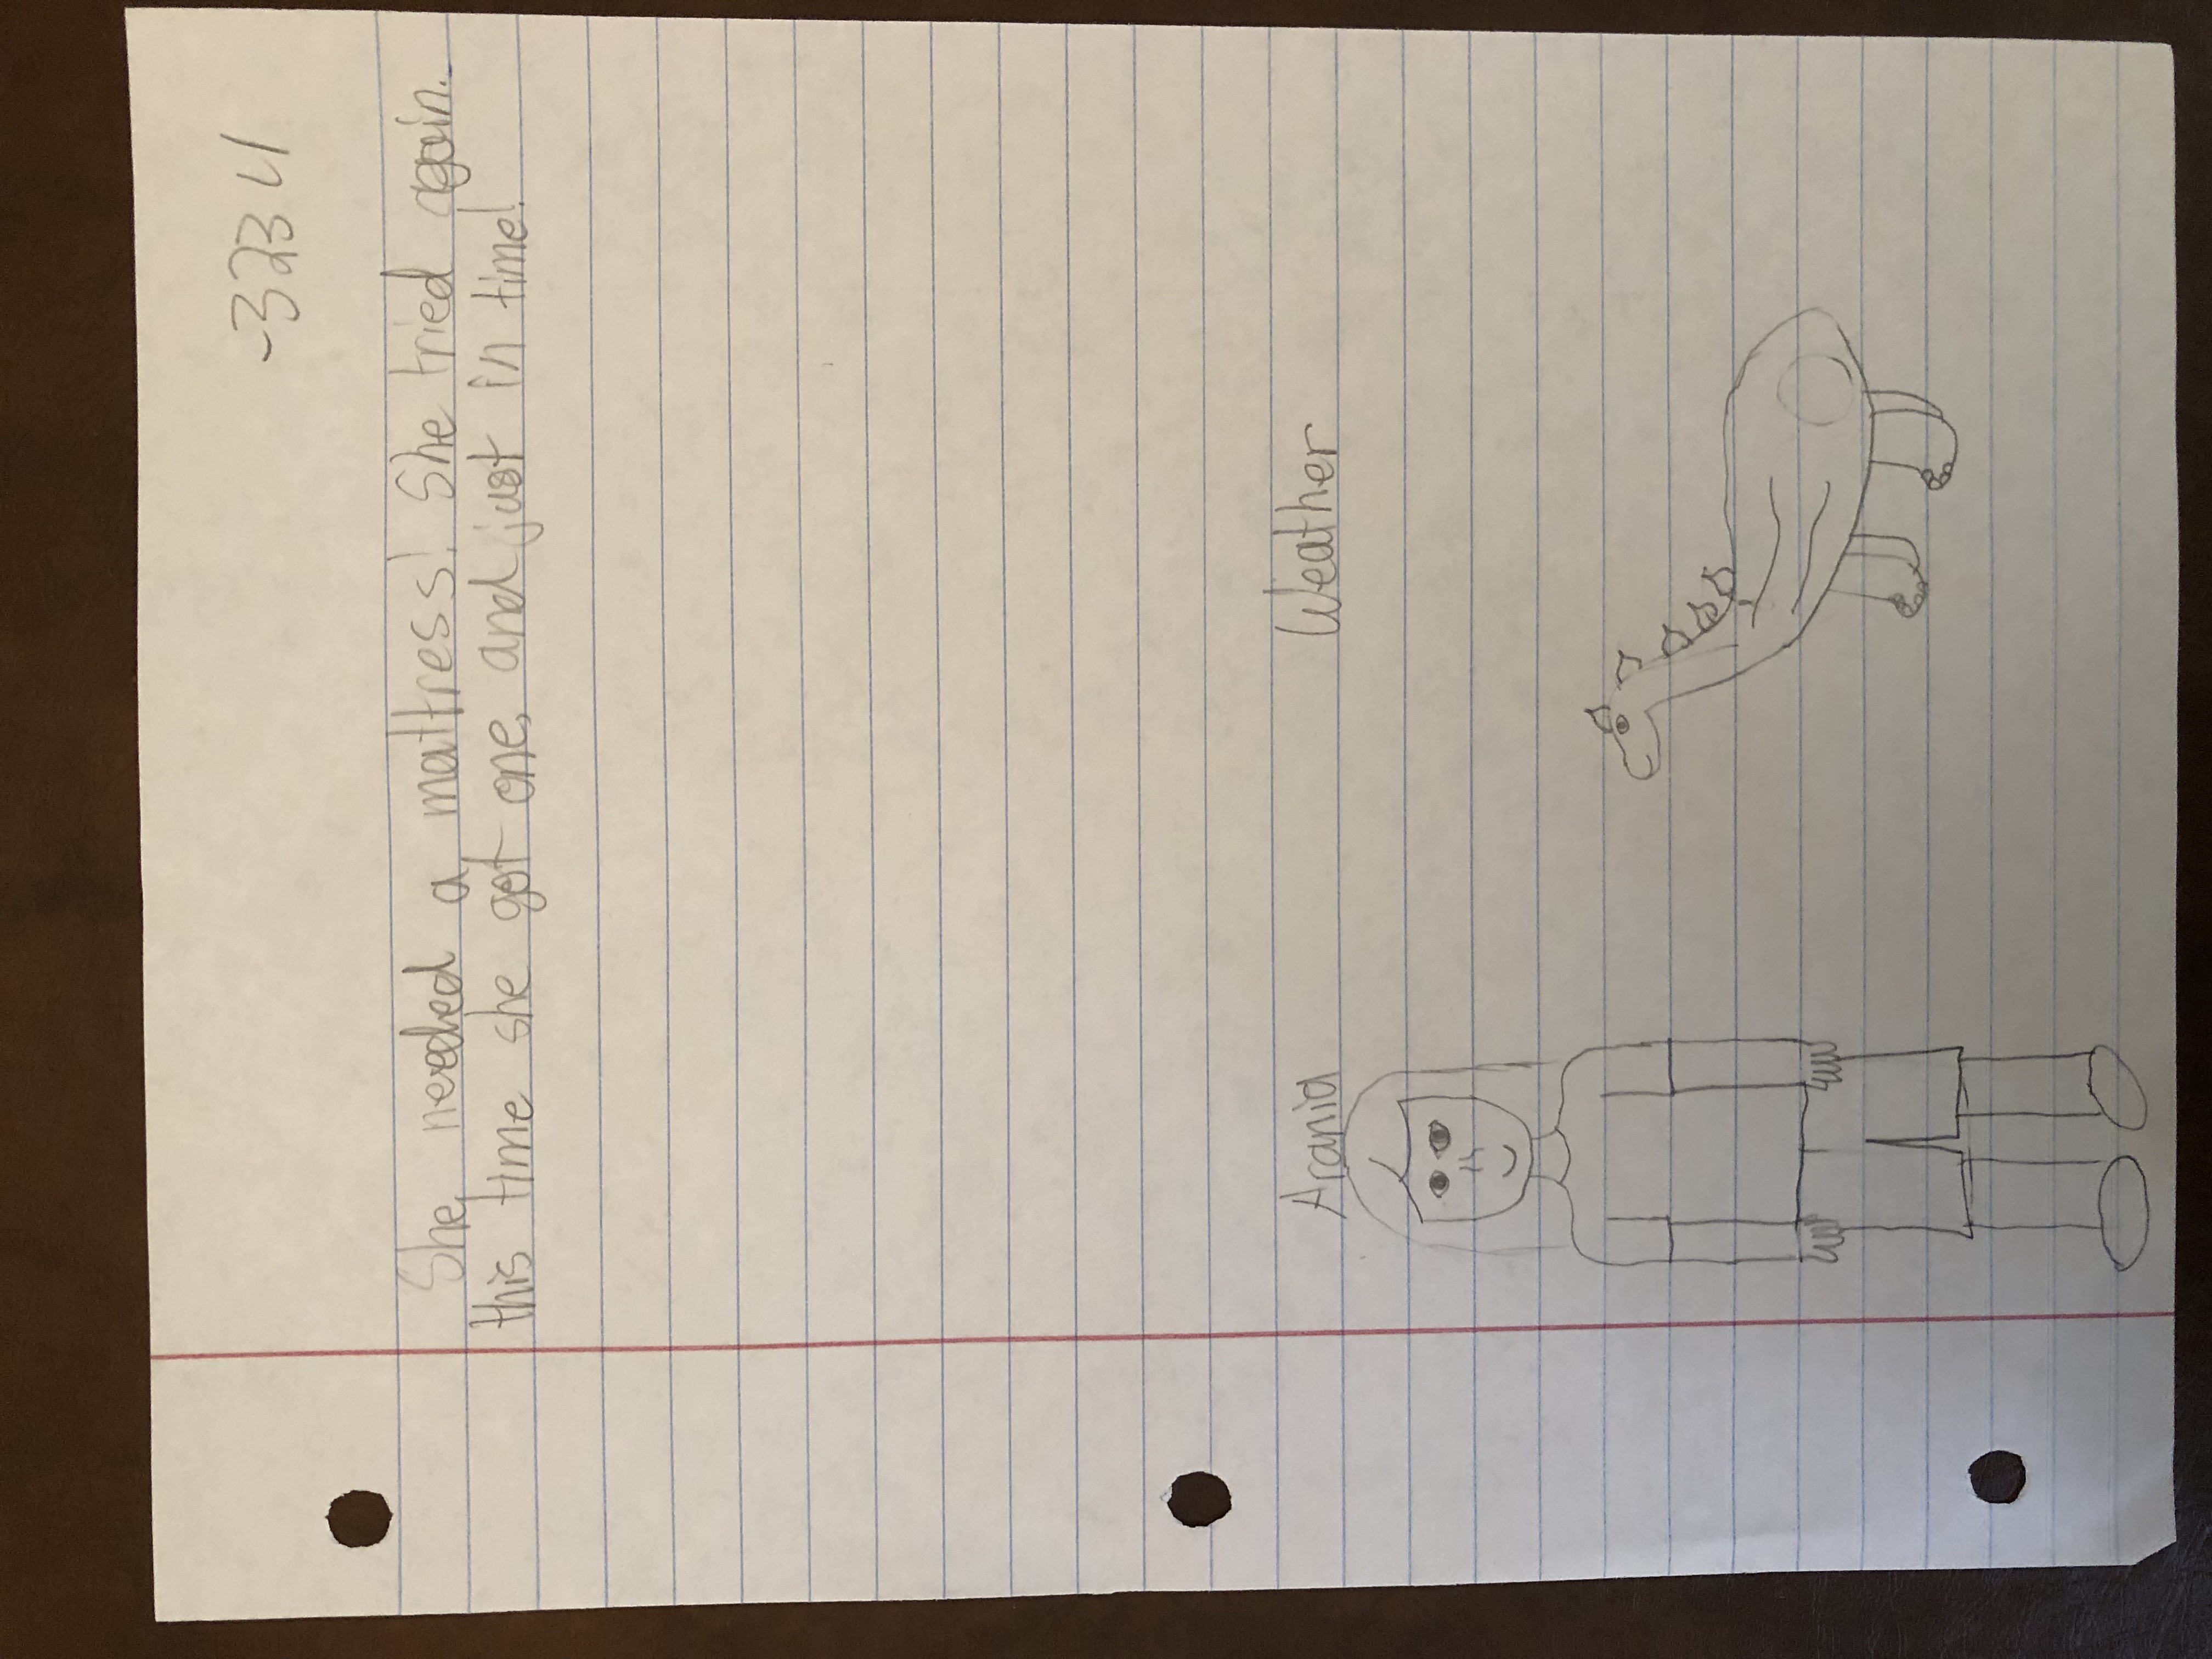 -3234
She needed a mattress! She tried again.
this time she got one, and just in time!
Arania
Weather